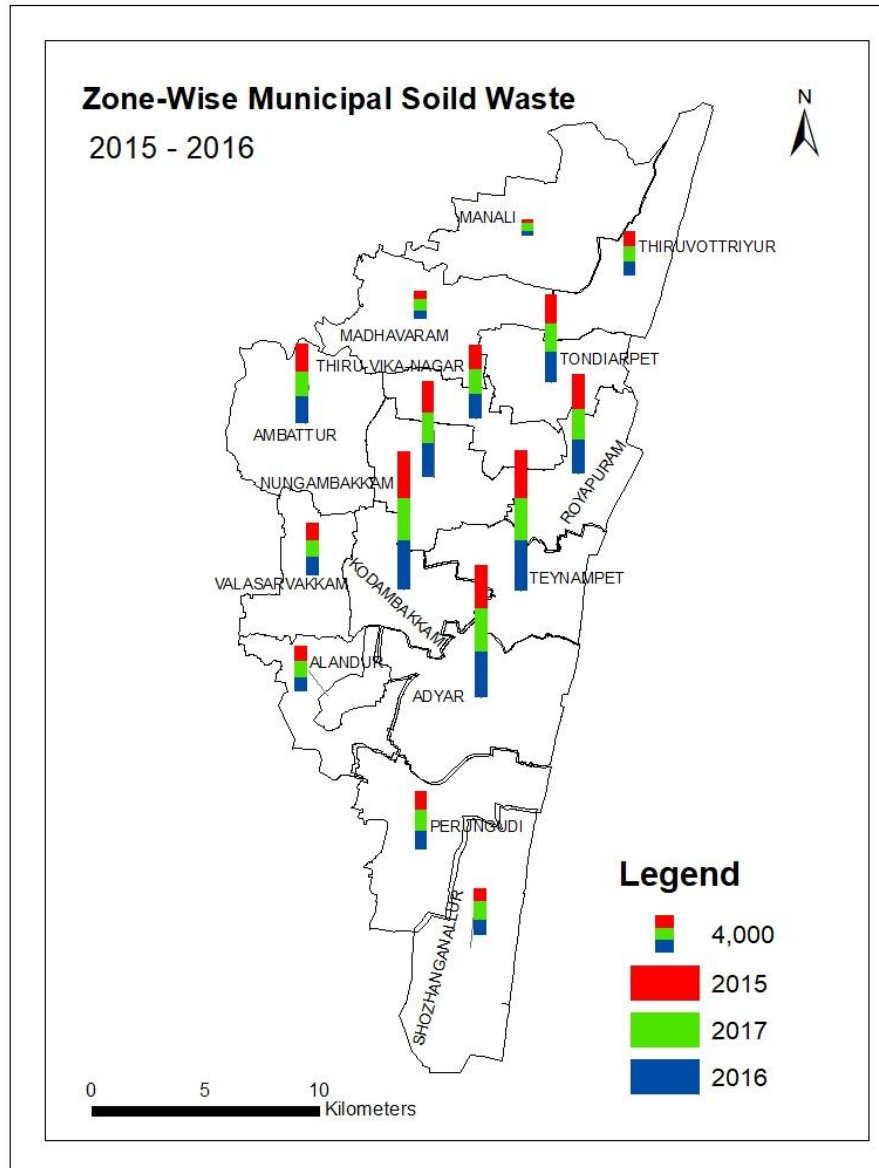 Zone-Wise Municipal Soild Waste
2015 - 2016
N
MANALI
THIRUVOTTRIYUR
MADHAVARAM
THIRU-VIKA-NAGAR
TONDIARPET
AMBATTUR
NUNGAMBAKKAM
ROYAPURAM
VALASARVAKKAM
KODAMBAKKAM
TEYNAMPET
ALANDUR
ADYAR
PERUNGUDI
SHOZHANGANALLUR
Legend
4,000
2015
2017
2016
0 5 10
Kilometers